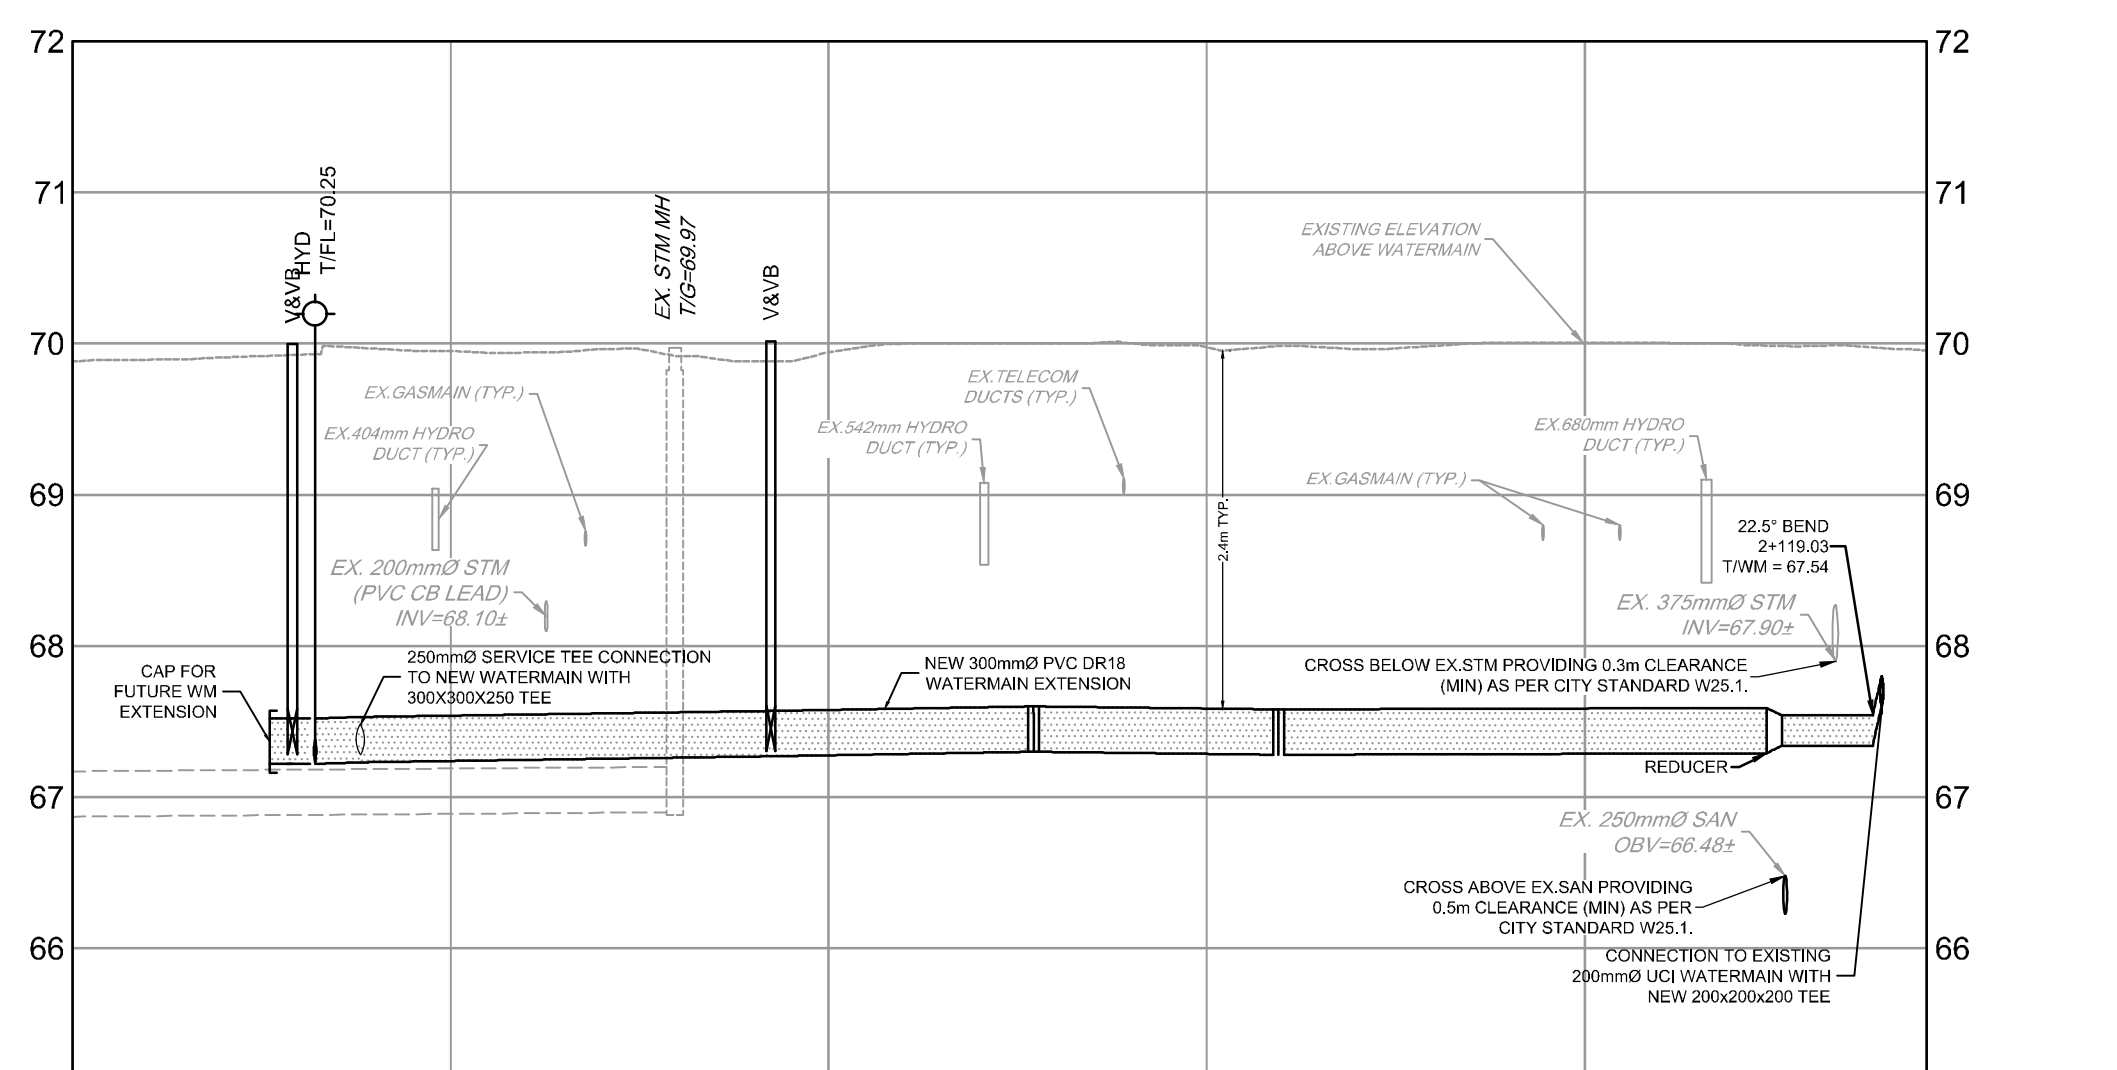 72
72
71
71
70
70
69
69
68
68
67
67
66
66
V&VB
HYD
T/FL=70.25
EX. STM MH
T/G=69.97
V&VB
EXISTING ELEVATION
ABOVE WATERMAIN
EX.GASMAIN (TYP.)
EX.404mm HYDRO
DUCT (TYP.)
EX.TELECOM
DUCTS (TYP.)
EX.542mm HYDRO
DUCT (TYP.)
EX.680mm HYDRO
DUCT (TYP.)
EX.GASMAIN (TYP.)
2.4m TYP.
22.5° BEND
2+119.03
T/WM = 67.54
EX. 200mmØ STM
(PVC CB LEAD)
INV=68.10±
EX. 375mmØ STM
INV=67.90±
CAP FOR
FUTURE WM
EXTENSION
250mmØ SERVICE TEE CONNECTION
TO NEW WATERMAIN WITH
300X300X250 TEE
NEW 300mmØ PVC DR18
WATERMAIN EXTENSION
CROSS BELOW EX.STM PROVIDING 0.3m CLEARANCE
(MIN) AS PER CITY STANDARD W25.1.
REDUCER
EX. 250mmØ SAN
OBV=66.48±
CROSS ABOVE EX.SAN PROVIDING
0.5m CLEARANCE (MIN) AS PER
CITY STANDARD W25.1.
CONNECTION TO EXISTING
200mmØ UCI WATERMAIN WITH
NEW 200x200x200 TEE